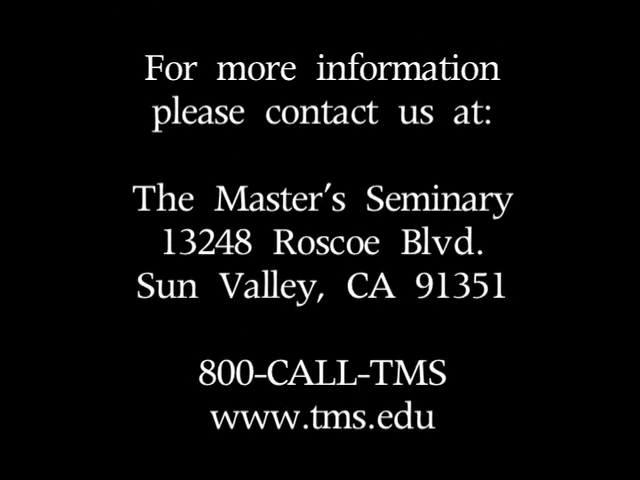 For more information
please contact us at:
The Master's Seminary
13248 Roscoe Blvd.
Sun Valley, CA 91351
800-CALL-TMS
www.tms.edu